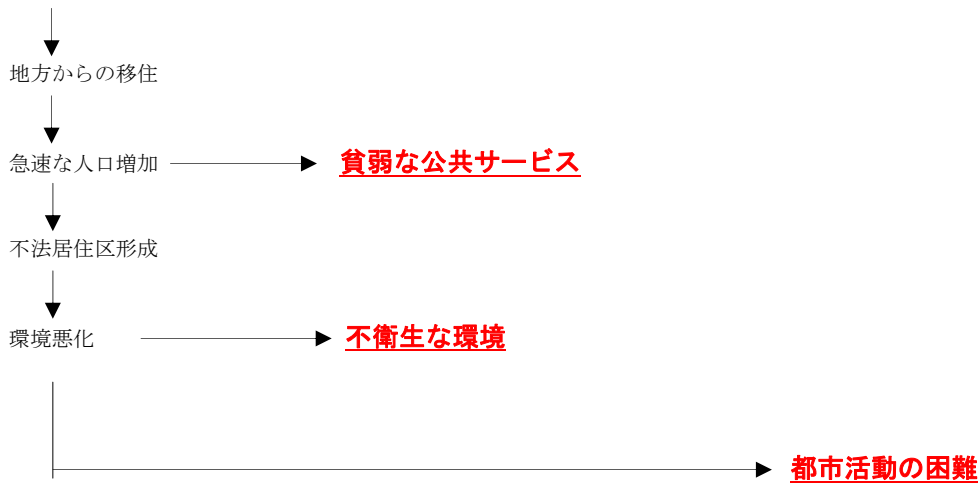 地方からの移住
急速な人口増加
貧弱な公共サービス
不法居住区形成
環境悪化
不衛生な環境
都市活動の困難